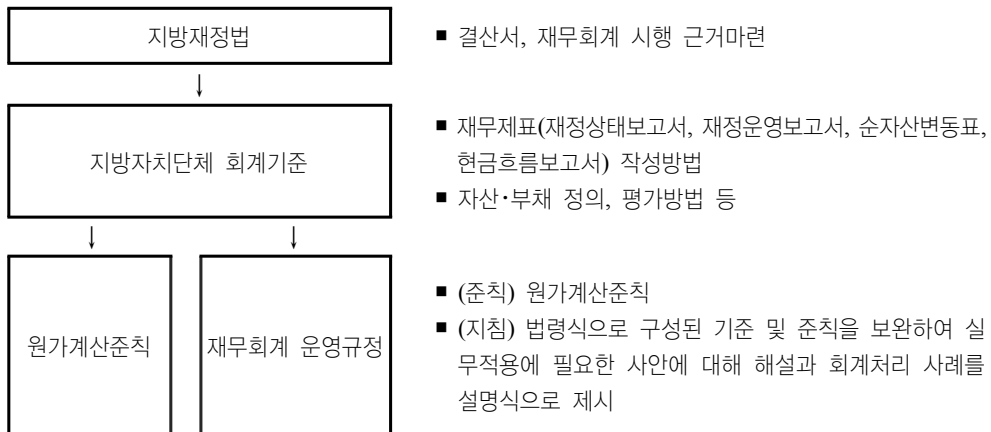 지방재정법
■ 결산서, 재무회계 시행 근거마련
↓
지방자치단체 회계기준
■ 재무제표(재정상태보고서, 재정운영보고서, 순자산변동표,
현금흐름보고서) 작성방법
■ 자산·부채 정의, 평가방법 등
↓ ↓
원가계산준칙
재무회계 운영규정
■ (준칙) 원가계산준칙
■ (지침) 법령식으로 구성된 기준 및 준칙을 보완하여 실
무적용에 필요한 사안에 대해 해설과 회계처리 사례를
설명식으로 제시